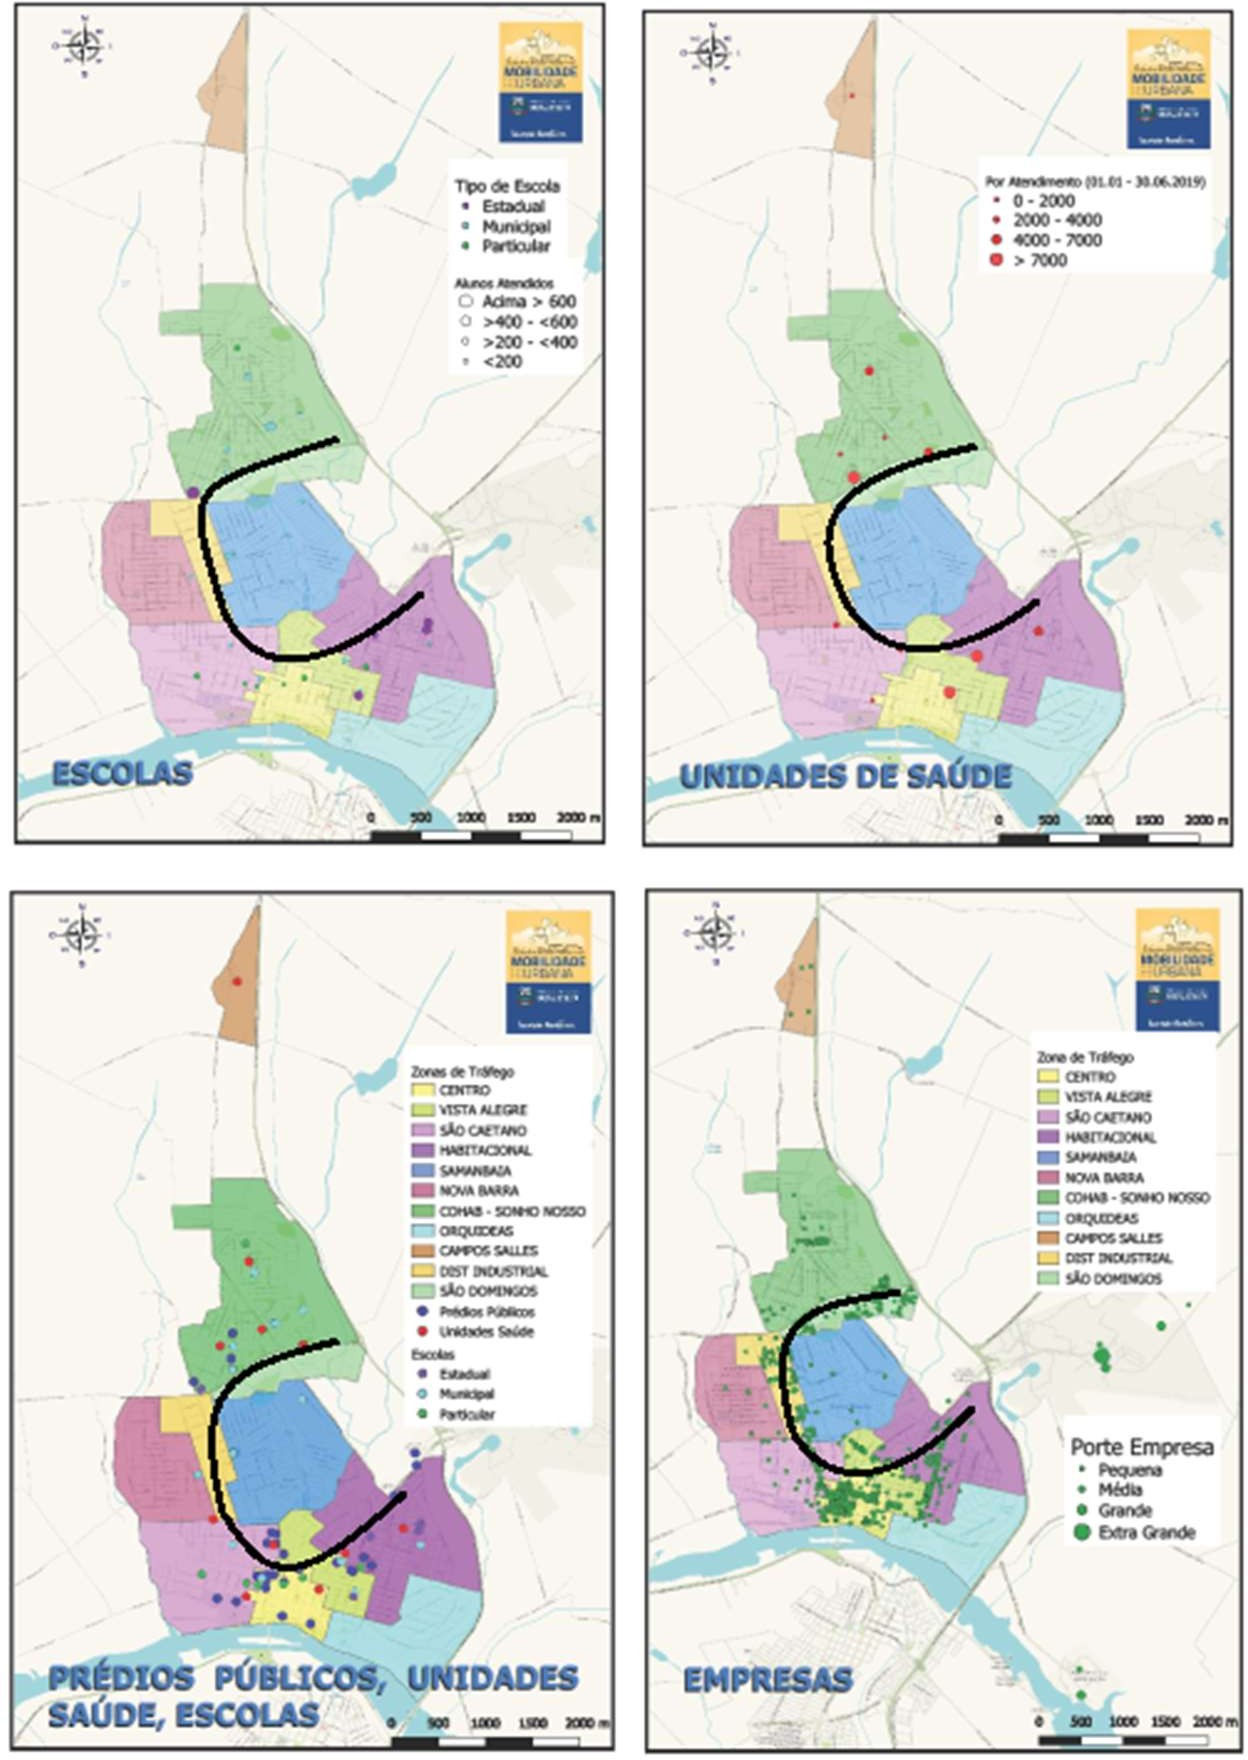 MOBILIDADE
URBANA
Tipo de Escola
Estadual
Municipal
Particular
Alunos Atendidos
Acima > 600
>400 - <600
>200 - <400
<200
ESCOLAS
0 500 1000 1500 2000 m
MOBILIDADE
URBANA
Por Atendimento (01.01 - 30.06.2019)
0 - 2000
2000 - 4000
4000 - 7000
> 7000
UNIDADES DE SAÚDE
0 500 1000 1500 2000 m
MOBILIDADE
URBANA
Zonas de Tráfego
CENTRO
VISTA ALEGRE
SÃO CAETANO
HABITACIONAL
SAMANBAIA
NOVA BARRA
COHAB - SONHO NOSSO
ORQUIDEAS
CAMPOS SALLES
DIST INDUSTRIAL
SÃO DOMINGOS
Prédios Públicos
Unidades Saúde
Escolas
Estadual
Municipal
Particular
PRÉDIOS PÚBLICOS, UNIDADES
SAÚDE, ESCOLAS
0 500 1000 1500 2000 m
MOBILIDADE
URBANA
Zona de Tráfego
CENTRO
VISTA ALEGRE
SÃO CAETANO
HABITACIONAL
SAMANBAIA
NOVA BARRA
COHAB - SONHO NOSSO
ORQUIDEAS
CAMPOS SALLES
DIST INDUSTRIAL
SÃO DOMINGOS
Porte Empresa
Pequena
Média
Grande
Extra Grande
EMPRESAS
0 500 1000 1500 2000 m